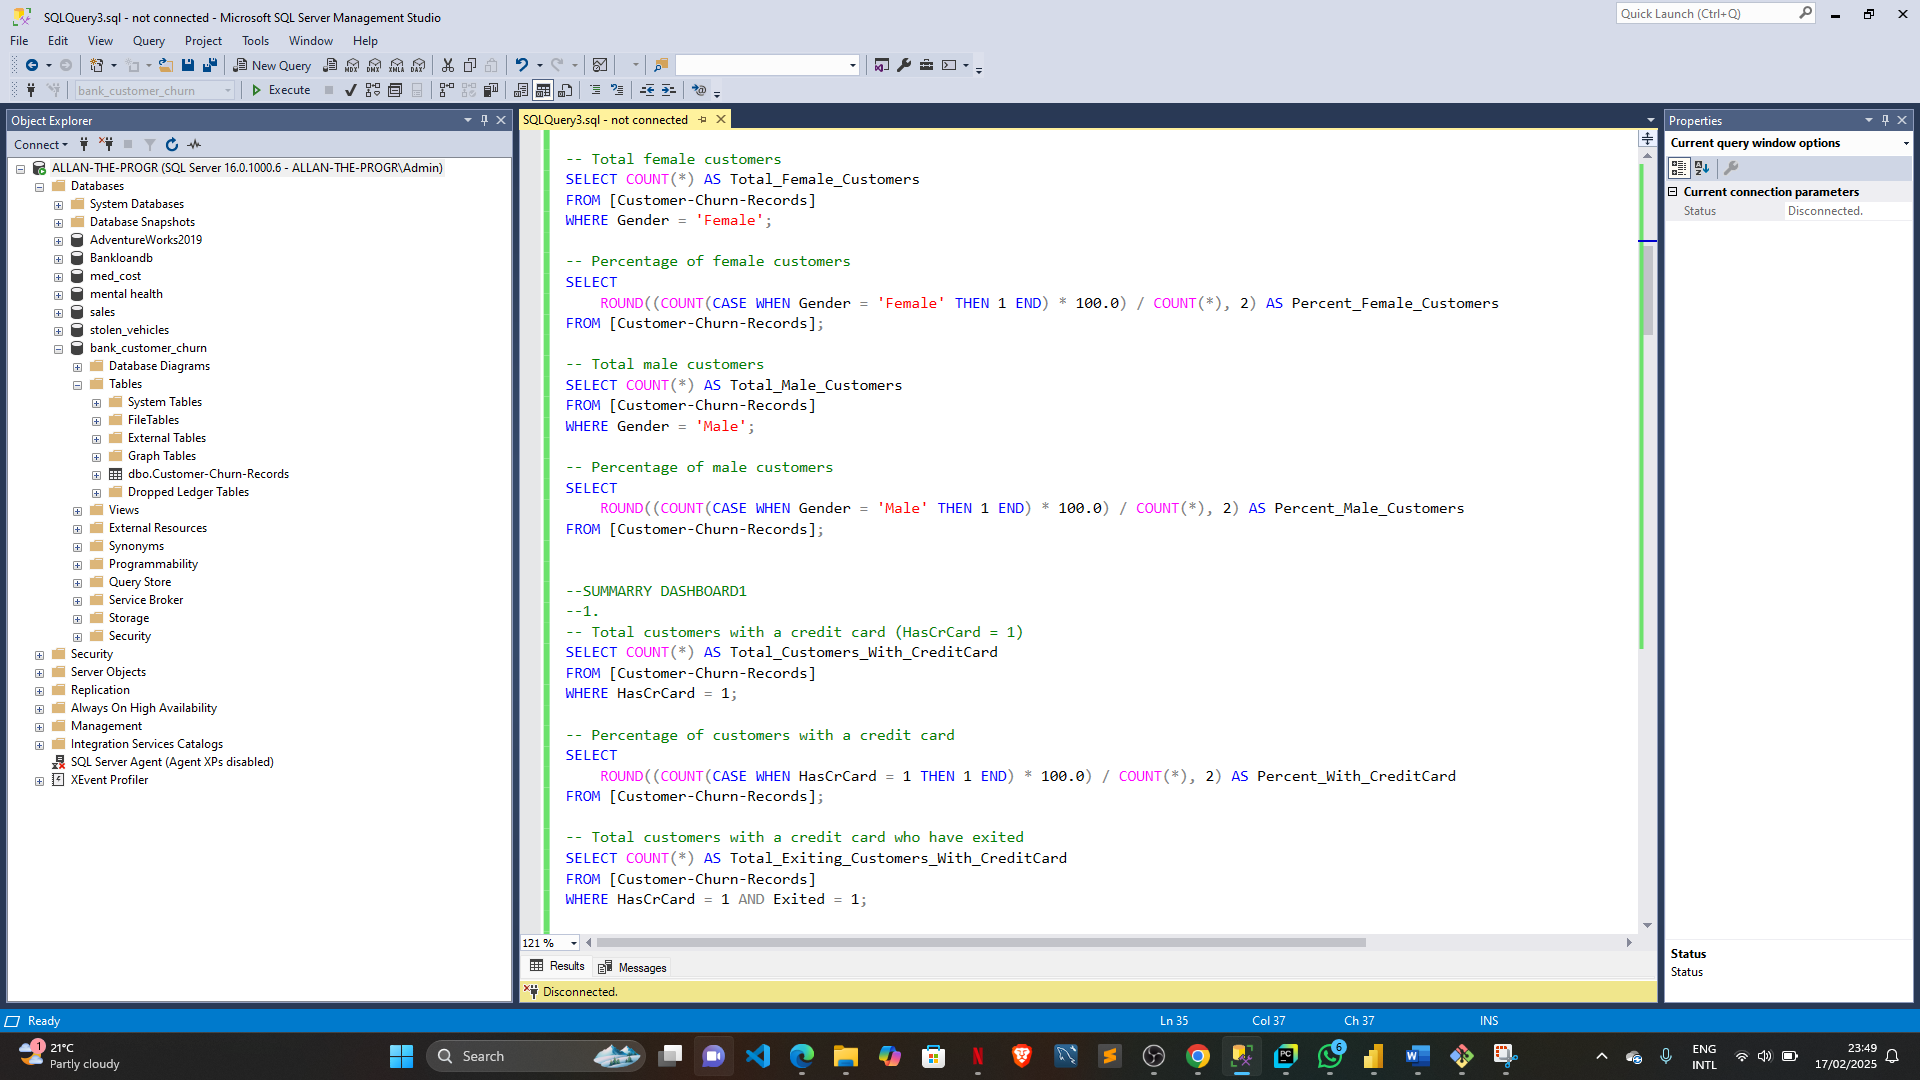 SQLQuery3.sql - not connected - Microsoft SQL Server Management Studio
Quick Launch (Ctrl+Q)
File Edit View Query Project Tools Window Help
New Query
MDX DMX XMLA DAX
bank_customer_churn
Execute
Object Explorer
Connect
ALLAN-THE-PROGR (SQL Server 16.0.1000.6 - ALLAN-THE-PROGR\Admin)
Databases
System Databases
Database Snapshots
AdventureWorks2019
Bankloandb
med_cost
mental health
sales
stolen_vehicles
bank_customer_churn
Database Diagrams
Tables
System Tables
FileTables
External Tables
Graph Tables
dbo.Customer-Churn-Records
Dropped Ledger Tables
Views
External Resources
Synonyms
Programmability
Query Store
Service Broker
Storage
Security
Security
Server Objects
Replication
Always On High Availability
Management
Integration Services Catalogs
SQL Server Agent (Agent XPs disabled)
XEvent Profiler
SQLQuery3.sql - not connected
-- Total female customers
SELECT COUNT(*) AS Total_Female_Customers
FROM [Customer-Churn-Records]
WHERE Gender = 'Female';
-- Percentage of female customers
SELECT
ROUND((COUNT(CASE WHEN Gender = 'Female' THEN 1 END) * 100.0) / COUNT(*), 2) AS Percent_Female_Customers
FROM [Customer-Churn-Records];
-- Total male customers
SELECT COUNT(*) AS Total_Male_Customers
FROM [Customer-Churn-Records]
WHERE Gender = 'Male';
-- Percentage of male customers
SELECT
ROUND((COUNT(CASE WHEN Gender = 'Male' THEN 1 END) * 100.0) / COUNT(*), 2) AS Percent_Male_Customers
FROM [Customer-Churn-Records];
--SUMMARRY DASHBOARD1
--1.
-- Total customers with a credit card (HasCrCard = 1)
SELECT COUNT(*) AS Total_Customers_With_CreditCard
FROM [Customer-Churn-Records]
WHERE HasCrCard = 1;
-- Percentage of customers with a credit card
SELECT
ROUND((COUNT(CASE WHEN HasCrCard = 1 THEN 1 END) * 100.0) / COUNT(*), 2) AS Percent_With_CreditCard
FROM [Customer-Churn-Records];
-- Total customers with a credit card who have exited
SELECT COUNT(*) AS Total_Exiting_Customers_With_CreditCard
FROM [Customer-Churn-Records]
WHERE HasCrCard = 1 AND Exited = 1;
121 %
Results Messages
Disconnected.
Properties
Current query window options
Current connection parameters
Status Disconnected.
Status
Status
Ready
Ln 35 Col 37 Ch 37 INS
1
21°C
Partly cloudy
Search
PC
6
ENG
INTL
23:49
17/02/2025